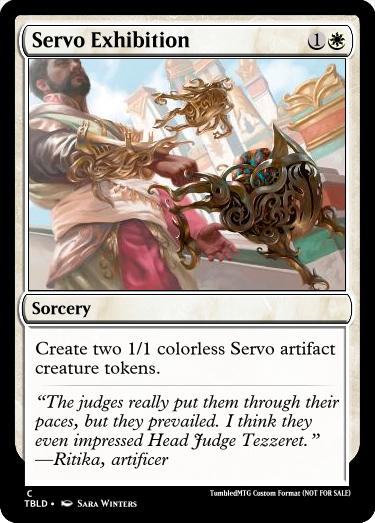 Servo Exhibition 1
Sorcery
Create two 1/1 colorless Servo artifact
creature tokens.
“The judges really put them through their
paces, but they prevailed. I think they
even impressed Head Judge Tezzeret.”
—Ritika, artificer
C
TBLD • Sara Winters
TumbledMTG Custom Format (NOT FOR SALE)